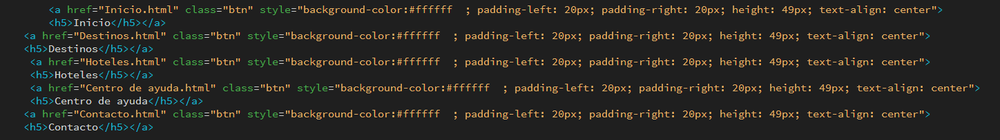 <a href="Inicio.html" class="btn" style="background-color:#ffffff  ; padding-left: 20px; padding-right: 20px; height: 49px; text-align: center">
<h5>Inicio</h5></a>
<a href="Destinos.html" class="btn" style="background-color:#ffffff  ; padding-left: 20px; padding-right: 20px; height: 49px; text-align: center">
<h5>Destinos</h5></a>
<a href="Hoteles.html" class="btn" style="background-color:#ffffff  ; padding-left: 20px; padding-right: 20px; height: 49px; text-align: center">
<h5>Hoteles</h5></a>
<a href="Centro de ayuda.html" class="btn" style="background-color:#ffffff  ; padding-left: 20px; padding-right: 20px; height: 49px; text-align: center">
<h5>Centro de ayuda</h5></a>
<a href="Contacto.html" class="btn" style="background-color:#ffffff  ; padding-left: 20px; padding-right: 20px; height: 49px; text-align: center">
<h5>Contacto</h5></a>